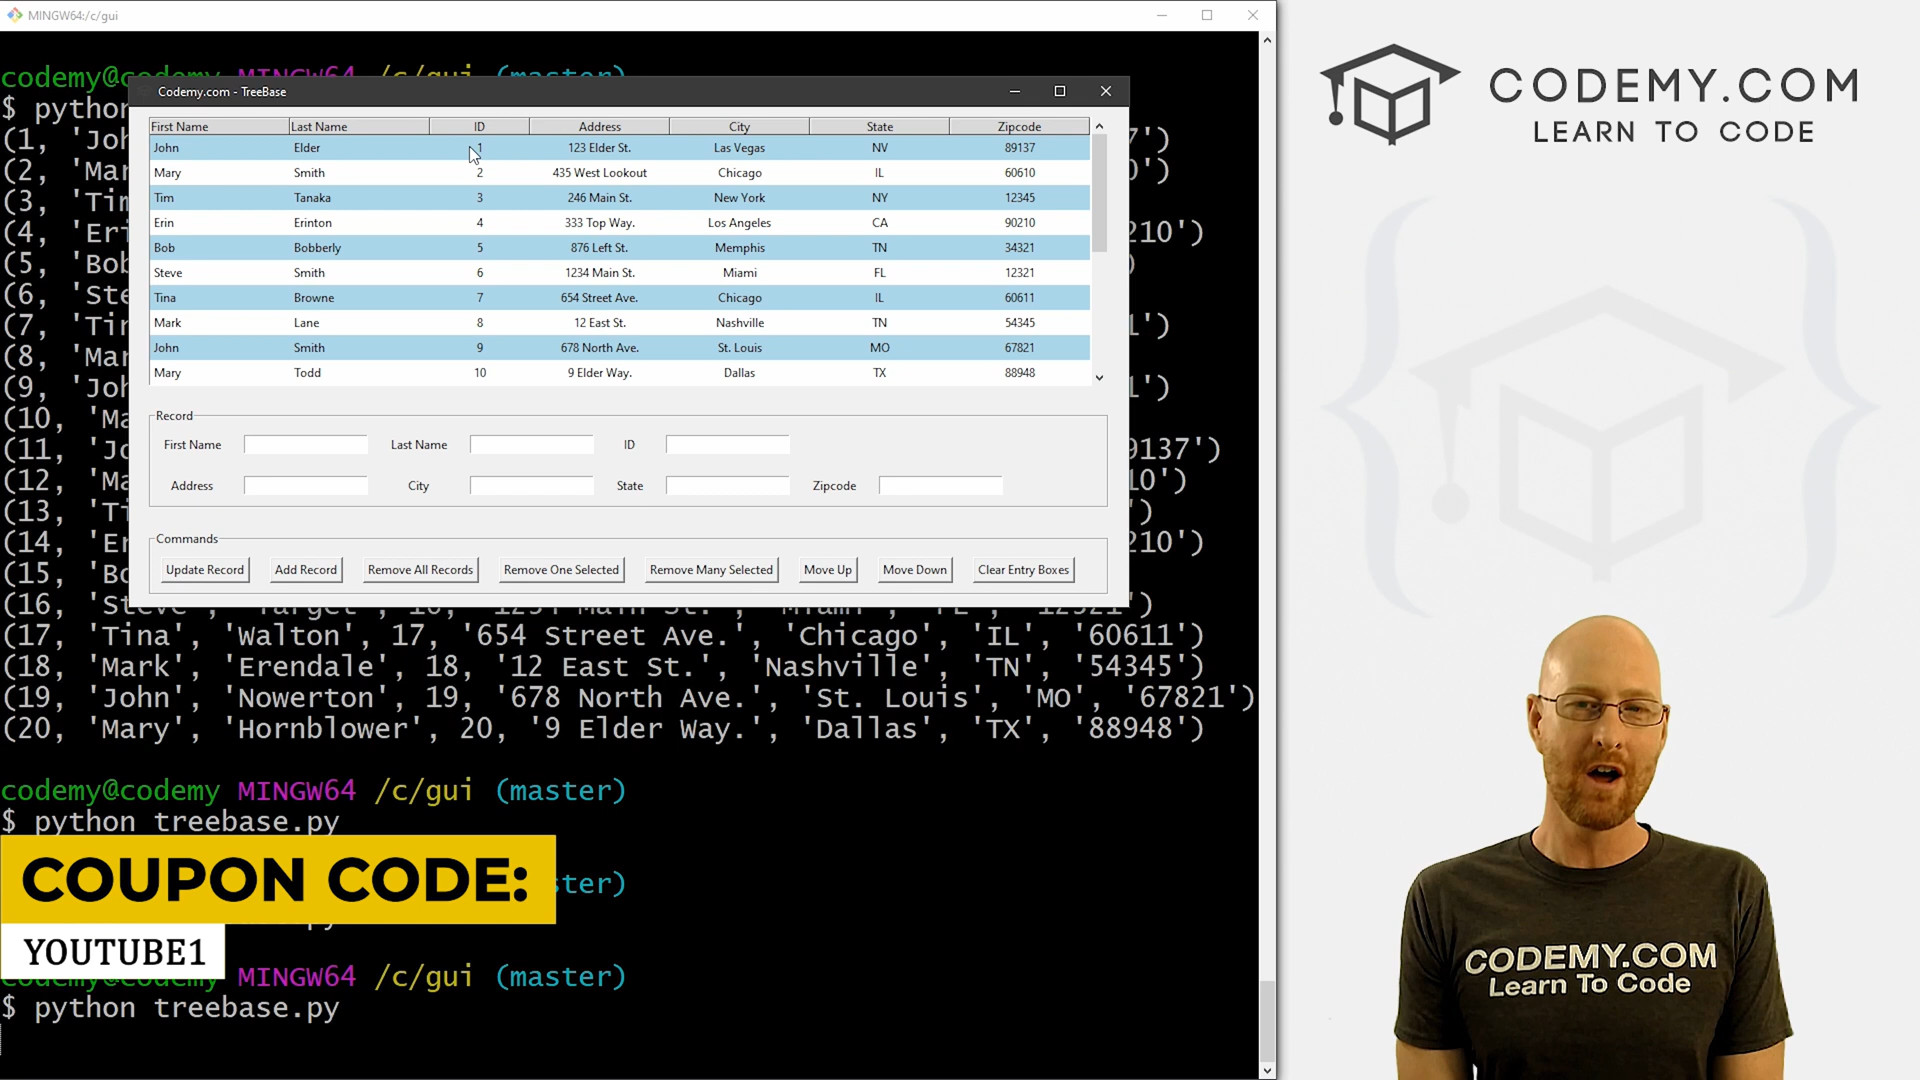 MINGW64:/c/gui
codemy@codemy MINGW64 /c/gui (master)
$ python
Codemy.com - TreeBase
First Name Last Name ID Address City State Zipcode
John Elder 1 123 Elder St. Las Vegas NV 89137
Mary Smith 2 435 West Lookout Chicago IL 60610
Tim Tanaka 3 246 Main St. New York NY 12345
Erin Erinton 4 333 Top Way. Los Angeles CA 90210
Bob Bobberly 5 876 Left St. Memphis TN 34321
Steve Smith 6 1234 Main St. Miami FL 12321
Tina Browne 7 654 Street Ave. Chicago IL 60611
Mark Lane 8 12 East St. Nashville TN 54345
John Smith 9 678 North Ave. St. Louis MO 67821
Mary Todd 10 9 Elder Way. Dallas TX 88948
Record
First Name Last Name ID
Address City State Zipcode
Commands
Update Record Add Record Remove All Records Remove One Selected Remove Many Selected Move Up Move Down Clear Entry Boxes
(17, 'Tina', 'Walton', 17, '654 Street Ave.', 'Chicago', 'IL', '60611')
(18, 'Mark', 'Erendale', 18, '12 East St.', 'Nashville', 'TN', '54345')
(19, 'John', 'Nowerton', 19, '678 North Ave.', 'St. Louis', 'MO', '67821')
(20, 'Mary', 'Hornblower', 20, '9 Elder Way.', 'Dallas', 'TX', '88948')
codemy@codemy MINGW64 /c/gui (master)
$ python treebase.py
COUPON CODE:
YOUTUBE1
codemy@codemy MINGW64 /c/gui (master)
$ python treebase.py
CODEMY.COM
LEARN TO CODE
CODEMY.COM
Learn To Code